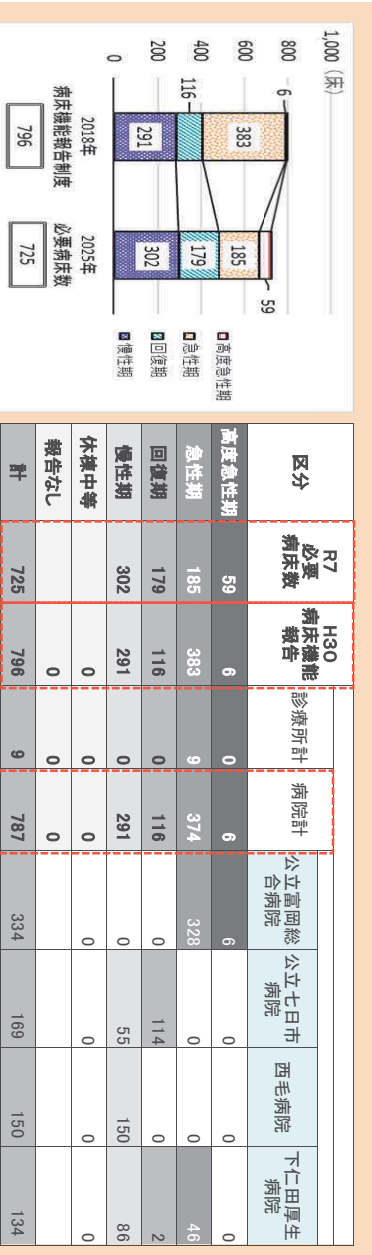 1,000 (床)
800
600
400
200
0
6
383
116
291
59
185
179
302
2018年
病床機能報告制度
796
2025年
必要病床数
725
高度急性期
急性期
回復期
慢性期
区分 R7 必要病床数 H30 病床機能報告 診療所計 病院計 公立富岡総合病院 公立七日市病院 西毛病院 下仁田厚生病院
高度急性期 59 6 0 6 6 0 0 0
急性期 185 383 9 374 328 0 0 46
回復期 179 116 0 116 0 114 0 2
慢性期 302 291 0 291 0 55 150 86
休棟中等 0 0 0 0 0 0 0
報告なし 0 0 0
計 725 796 9 787 334 169 150 134